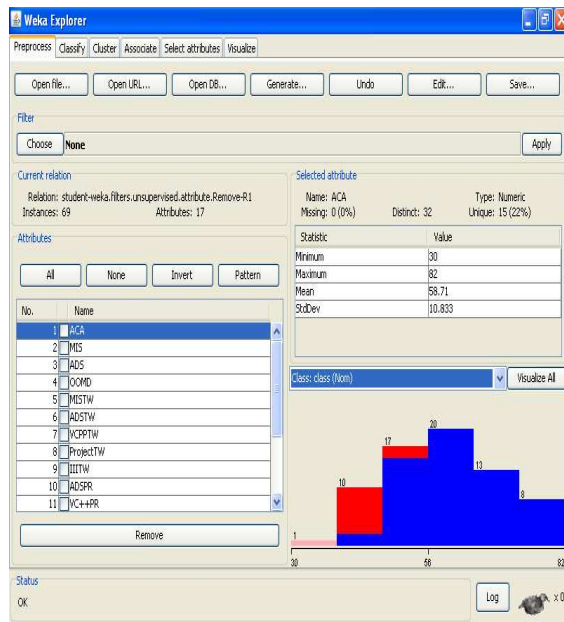 Weka Explorer
Preprocess Classify Cluster Associate Select attributes Visualize
Open file... Open URL... Open DB... Generate... Undo Edit... Save...
Filter
Choose None Apply
Current relation
Relation: student-weka.filters.unsupervised.attribute.Remove-R1
Instances: 69 Attributes: 17
Selected attribute
Name: ACA Type: Numeric
Missing: 0 (0%) Distinct: 32 Unique: 15 (22%)
Statistic Value
Minimum 30
Maximum 82
Mean 58.71
StdDev 10.833
Attributes
All None Invert Pattern
No. Name
1 ACA
2 MIS
3 ADS
4 OOMD
5 MISTW
6 ADSTW
7 VCPPTW
8 ProjectTW
9 IIITW
10 ADSPR
11 VC++PR
Remove
Class: class (Nom) Visualize All
1 10 17 20 13 8
30 56 82
Status
OK
Log x 0